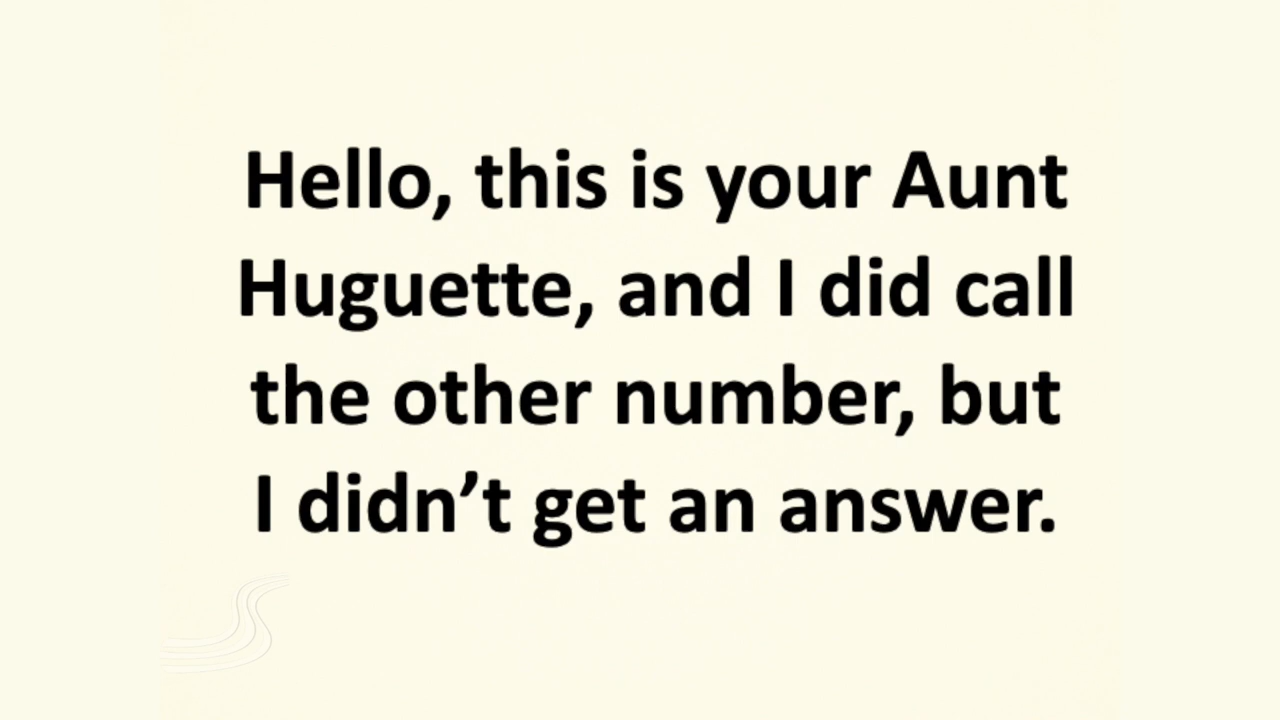 Hello, this is your Aunt
Huguette, and I did call
the other number, but
I didn’t get an answer.